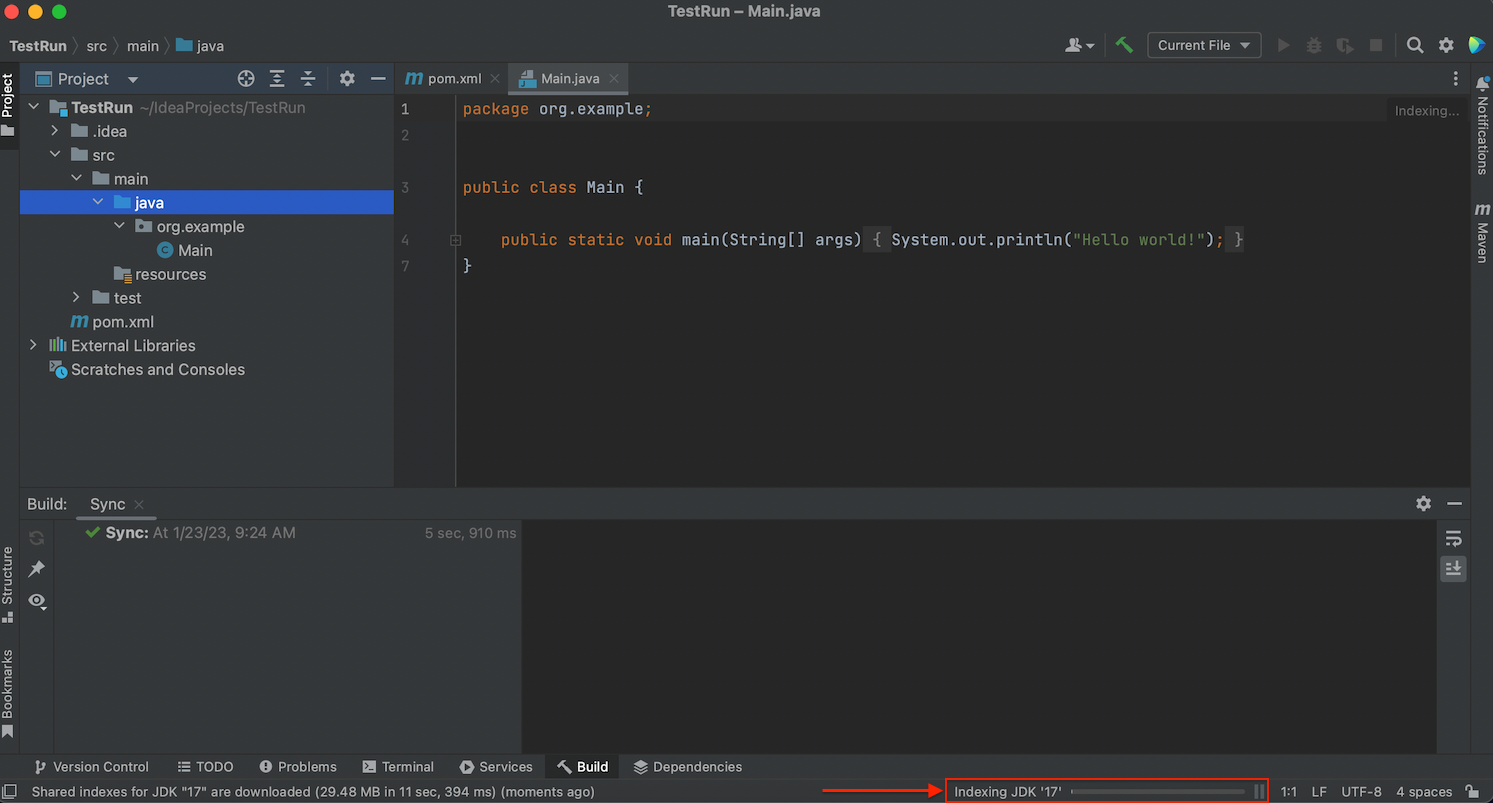 TestRun – Main.java
TestRun src main java
Current File
Project
Project
pom.xml
Main.java
TestRun ~/IdeaProjects/TestRun
.idea
src
main
java
org.example
Main
resources
test
pom.xml
External Libraries
Scratches and Consoles
1 package org.example;
Indexing...
2
3 public class Main {
4 public static void main(String[] args) { System.out.println("Hello world!"); }
7 }
Notifications
Maven
Build: Sync
Sync: At 1/23/23, 9:24 AM 5 sec, 910 ms
Structure
Bookmarks
Version Control TODO Problems Terminal Services Build Dependencies
Shared indexes for JDK "17" are downloaded (29.48 MB in 11 sec, 394 ms) (moments ago) Indexing JDK '17' 1:1 LF UTF-8 4 spaces